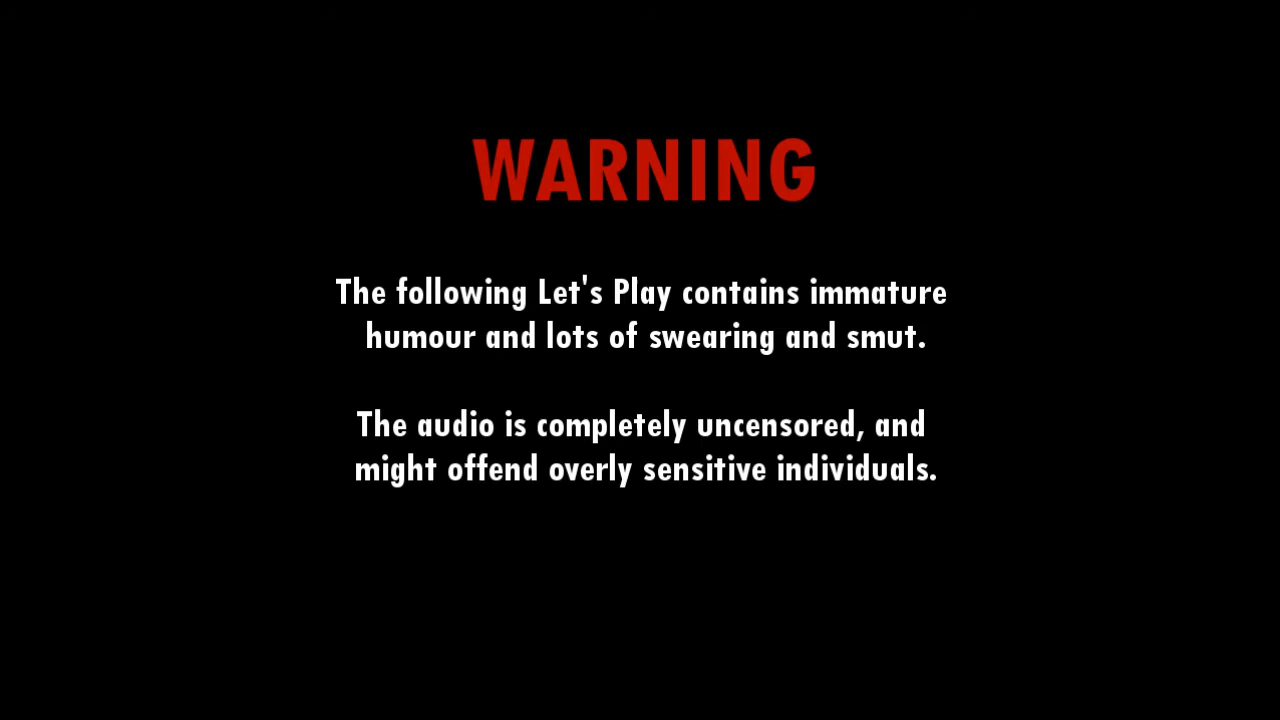 WARNING
The following Let's Play contains immature
humour and lots of swearing and smut.
The audio is completely uncensored, and
might offend overly sensitive individuals.